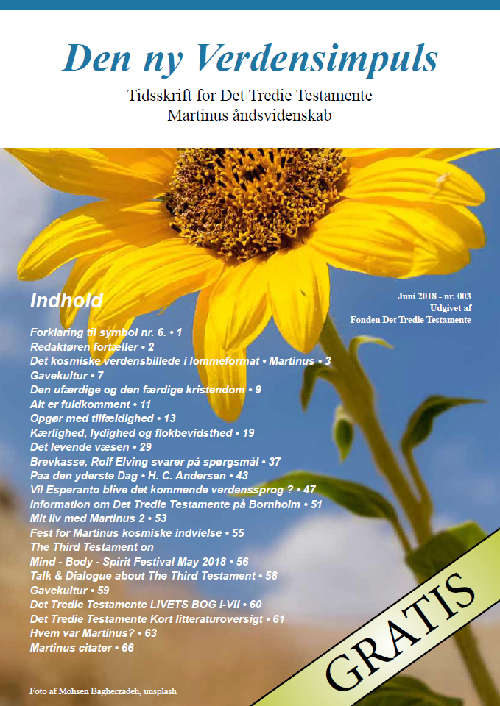 Den ny Verdensimpuls
Tidsskrift for Det Tredie Testamente
Martinus åndsvidenskab
Indhold
Juni 2018 - nr. 003
Udgivet af
Fonden Det Tredie Testamente
Forklaring til symbol nr. 6. • 1
Redaktøren fortæller • 2
Det kosmiske verdensbillede i lommeformat • Martinus • 3
Gavekultur • 7
Den ufærdige og den færdige kristendom • 9
Alt er fuldkomment • 11
Opgør med tilfældighed • 13
Kærlighed, lydighed og flokbevidsthed • 19
Det levende væsen • 29
Brevkasse, Rolf Elving svarer på spørgsmål • 37
Paa den yderste Dag • H. C. Andersen • 43
Vil Esperanto blive det kommende verdenssprog ? • 47
Information om Det Tredie Testamente på Bornholm • 51
Mit liv med Martinus 2 • 53
Fest for Martinus kosmiske indvielse • 55
The Third Testament on
Mind - Body - Spirit Festival May 2018 • 56
Talk & Dialogue about The Third Testament • 58
Gavekultur • 59
Det Tredie Testamente LIVETS BOG I-VII • 60
Det Tredie Testamente Kort litteraturoversigt • 61
Hvem var Martinus? • 63
Martinus citater • 66
GRATIS
Foto af Mohsen Bagherzadeh, unsplash